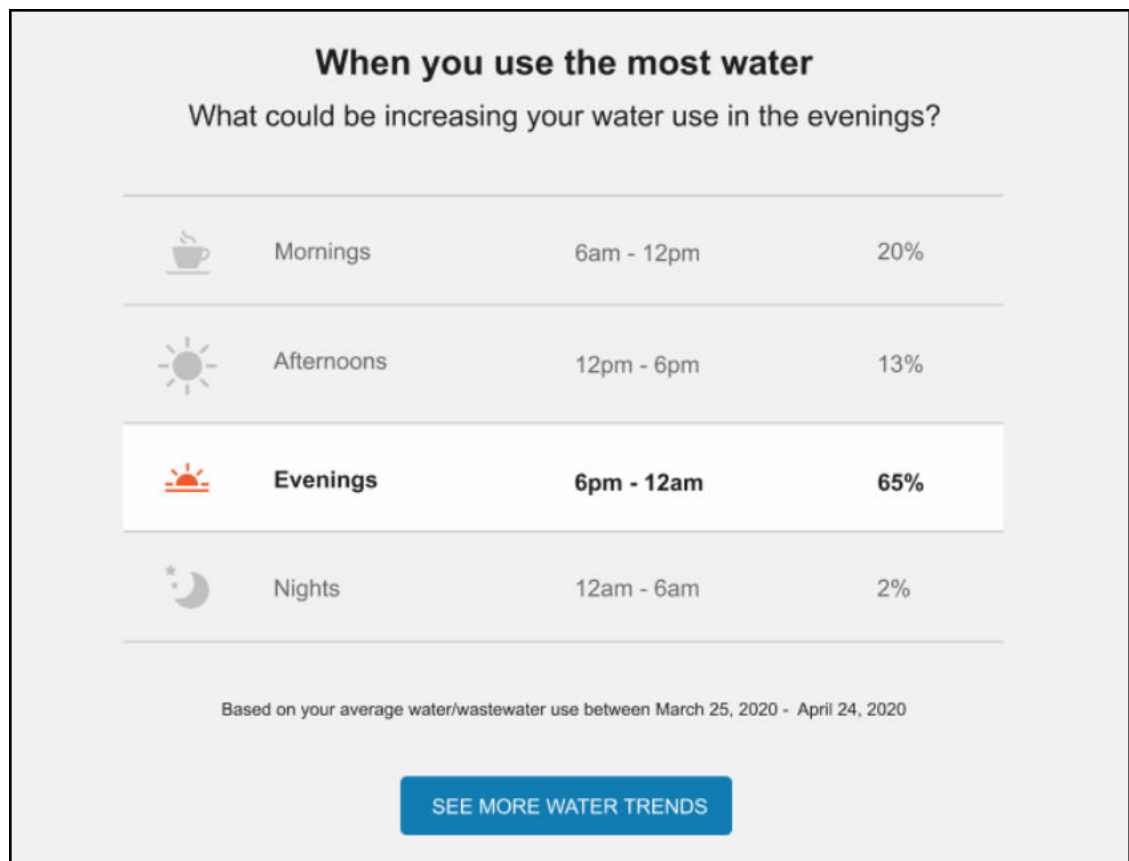 When you use the most water
What could be increasing your water use in the evenings?
Mornings 6am - 12pm 20%
Afternoons 12pm - 6pm 13%
Evenings 6pm - 12am 65%
Nights 12am - 6am 2%
Based on your average water/wastewater use between March 25, 2020 - April 24, 2020
SEE MORE WATER TRENDS